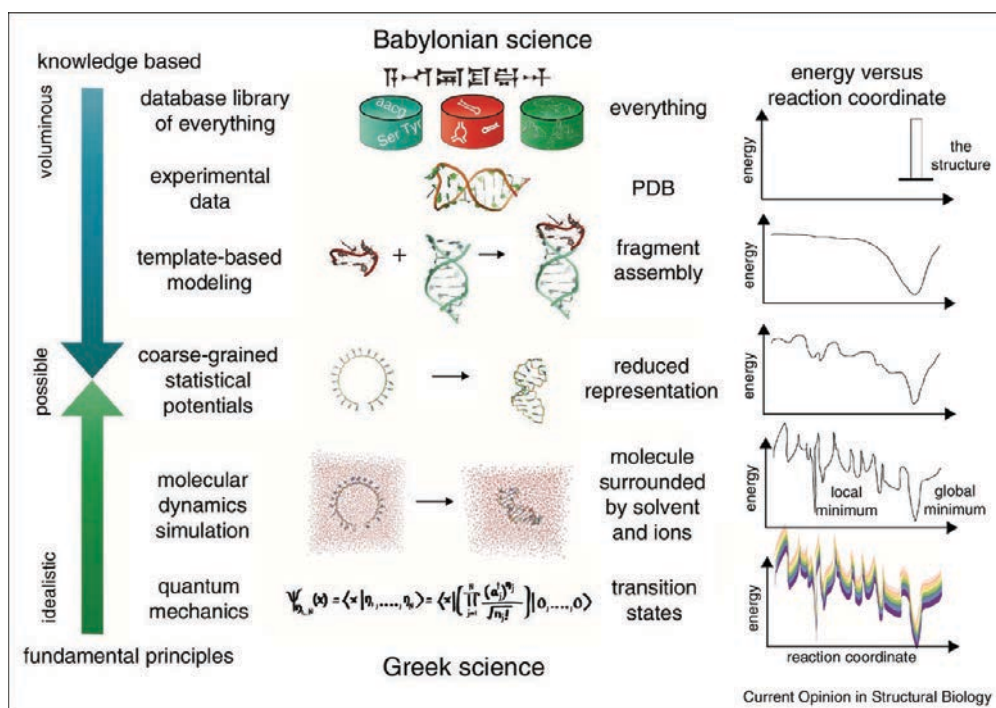 Babylonian science
knowledge based
energy versus
reaction coordinate
voluminous
database library
of everything
aacg
Ser Tyr
everything
energy
the
structure
experimental
data
PDB
template-based
modeling
+
fragment
assembly
energy
possible
coarse-grained
statistical
potentials
reduced
representation
energy
molecular
dynamics
simulation
molecule
surrounded
by solvent
and ions
energy
local
minimum
global
minimum
idealistic
quantum
mechanics
transition
states
energy
reaction coordinate
fundamental principles
Greek science
Current Opinion in Structural Biology